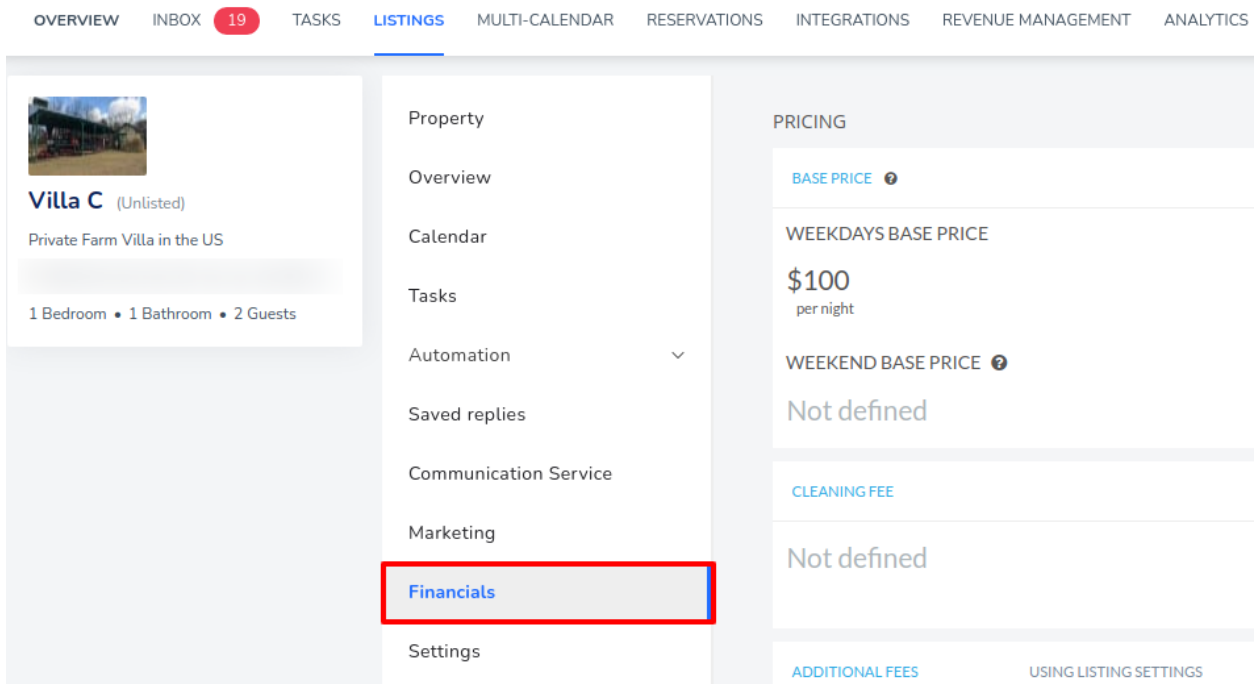 OVERVIEW INBOX 19 TASKS LISTINGS MULTI-CALENDAR RESERVATIONS INTEGRATIONS REVENUE MANAGEMENT ANALYTICS
Villa C (Unlisted)
Private Farm Villa in the US
1 Bedroom • 1 Bathroom • 2 Guests
Property
Overview
Calendar
Tasks
Automation
Saved replies
Communication Service
Marketing
Financials
Settings
PRICING
BASE PRICE ?
WEEKDAYS BASE PRICE
$100
per night
WEEKEND BASE PRICE ?
Not defined
CLEANING FEE
Not defined
ADDITIONAL FEES USING LISTING SETTINGS